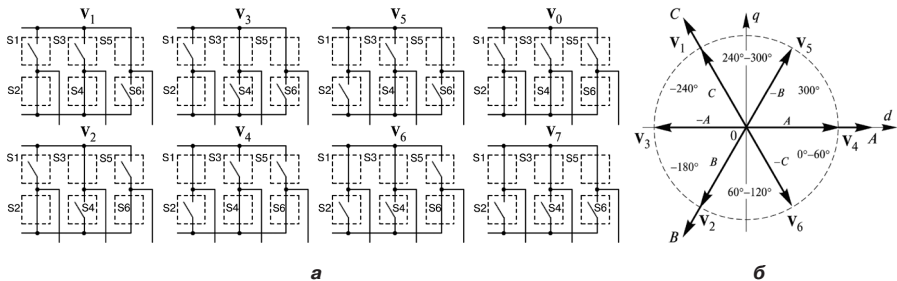 V1 V3 V5 V0
S1 S3 S5 S1 S3 S5 S1 S3 S5 S1 S3 S5
S2 S4 S6 S2 S4 S6 S2 S4 S6 S2 S4 S6
V2 V4 V6 V7
S1 S3 S5 S1 S3 S5 S1 S3 S5 S1 S3 S5
S2 S4 S6 S2 S4 S6 S2 S4 S6 S2 S4 S6
а
C q
V1 V5
240°–300°
–240° C –B 300°
–A A d
V3 0 V4 A
–180° B –C 0°–60°
60°–120°
V2 V6
B
б